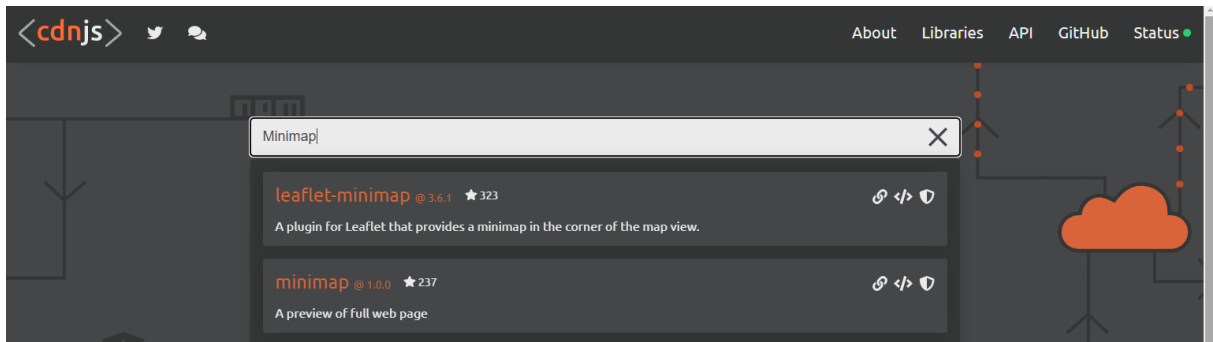 <cdnjs>
About Libraries API GitHub Status
npm
Minimap
leaflet-minimap @ 3.6.1 323
A plugin for Leaflet that provides a minimap in the corner of the map view.
minimap @ 1.0.0 237
A preview of full web page